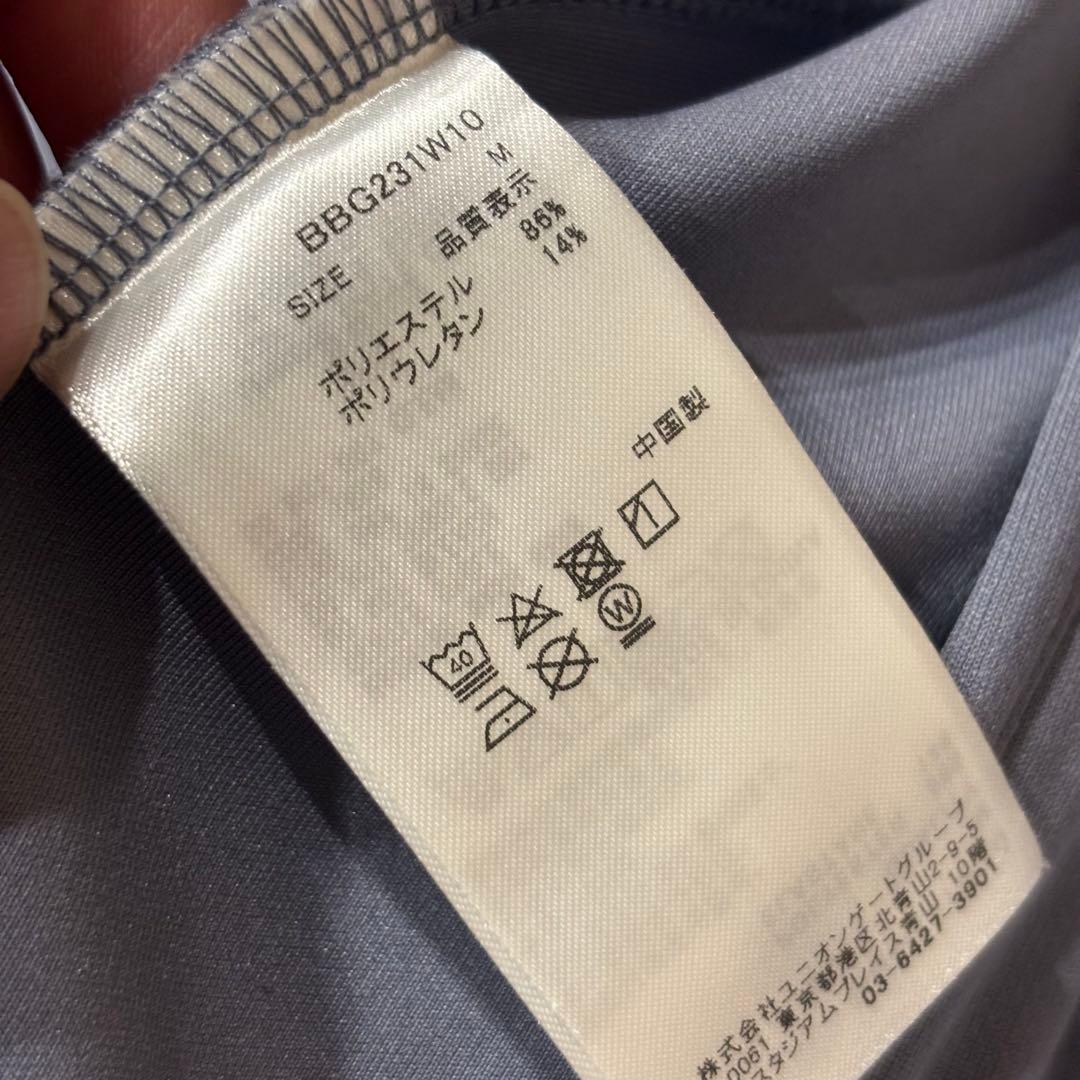 BBG231W10
SIZE M
品質表示
ポリエステル 86%
ポリウレタン 14%
中国製
40
W
株式会社ユニオンゲートグループ
0061 東京都港区北青山2-9-5
スタジアムプレイス青山 10階
03-6427-3901